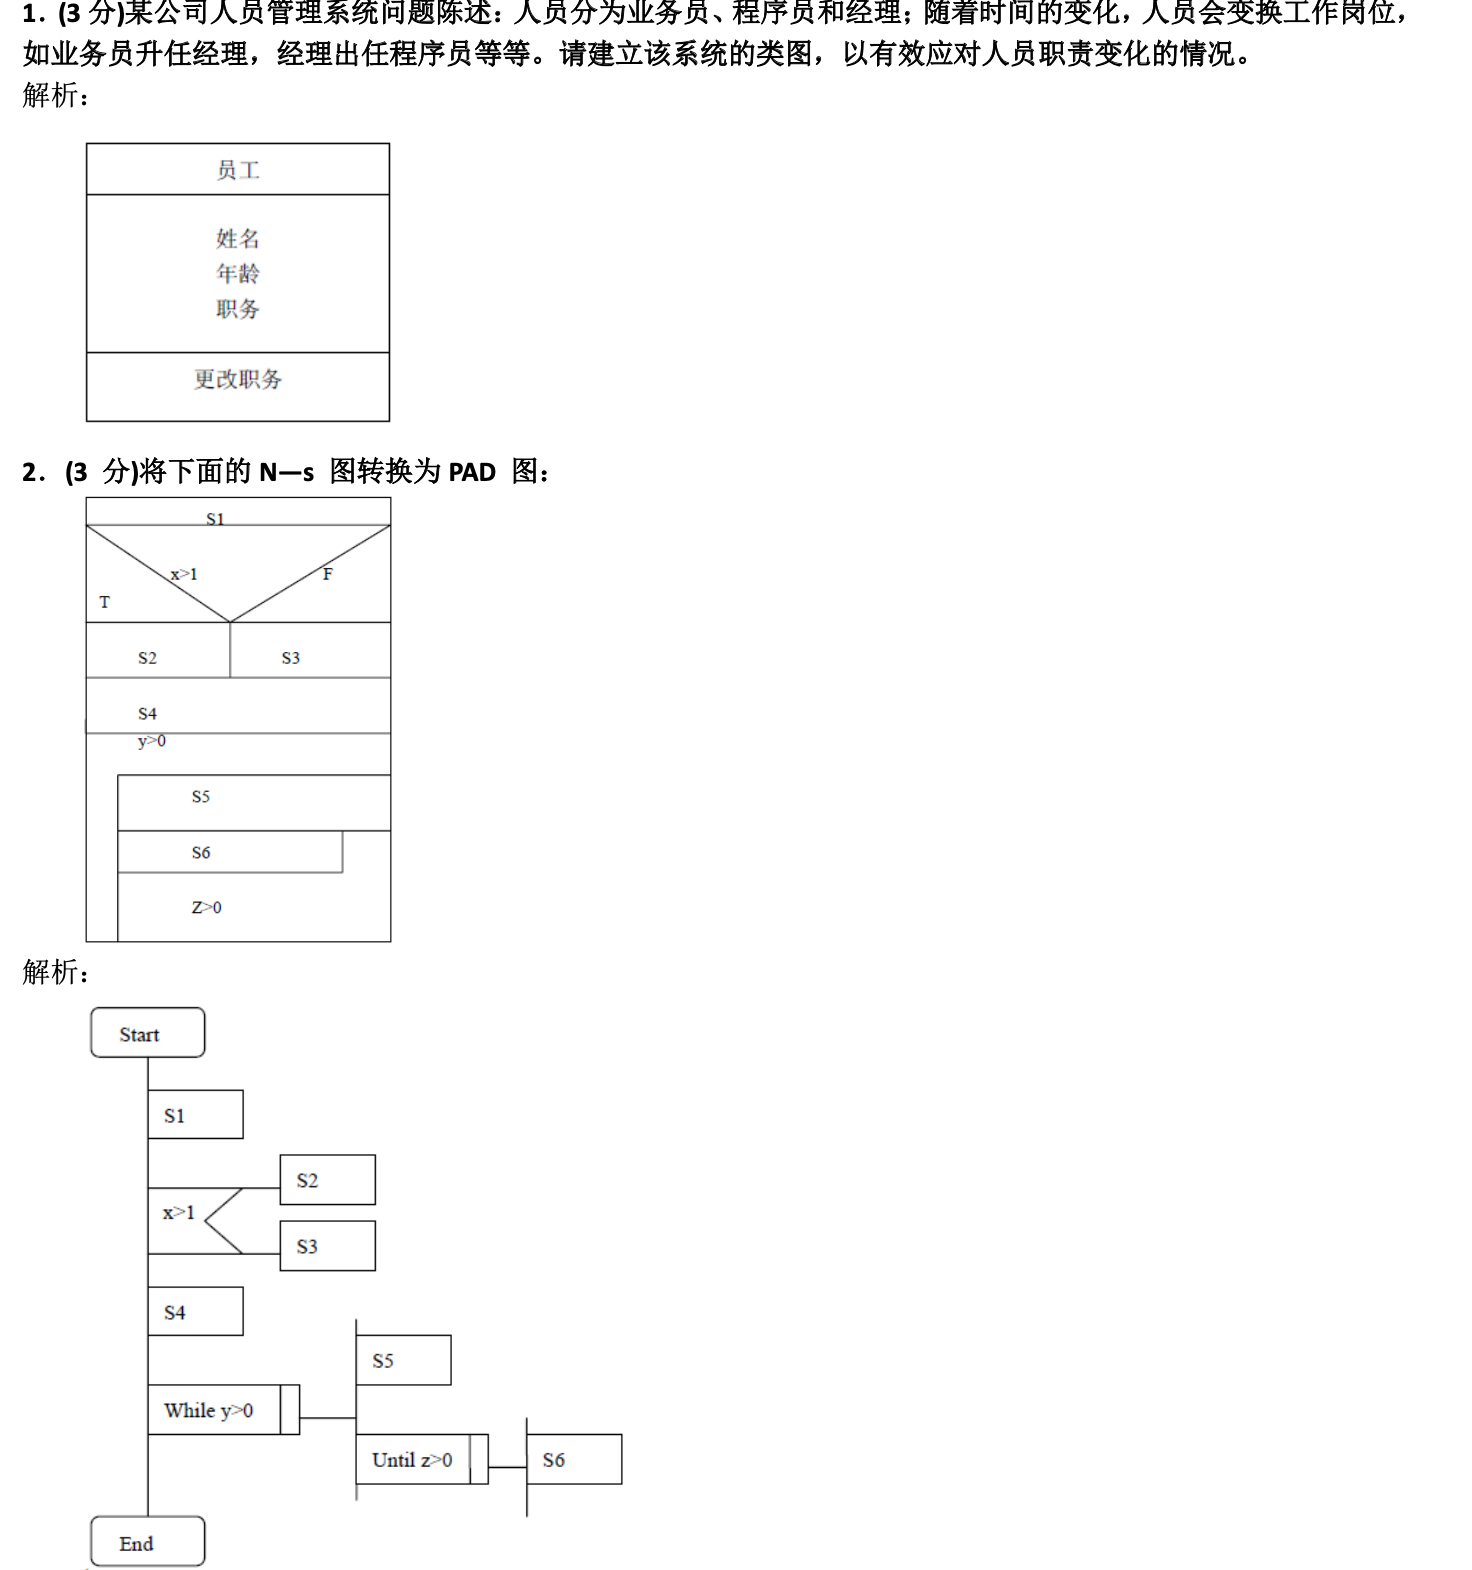 1. (3 分)某公司人员管理系统问题陈述：人员分为业务员、程序员和经理；随着时间的变化，人员会变换工作岗位，
如业务员升任经理，经理出任程序员等等。请建立该系统的类图，以有效应对人员职责变化的情况。
解析：
员工
姓名
年龄
职务
更改职务
2. (3 分)将下面的 N—s 图转换为 PAD 图：
S1
x>1
F
T
S2
S3
S4
y>0
S5
S6
Z>0
解析：
Start
S1
S2
x>1
S3
S4
S5
While y>0
Until z>0
S6
End